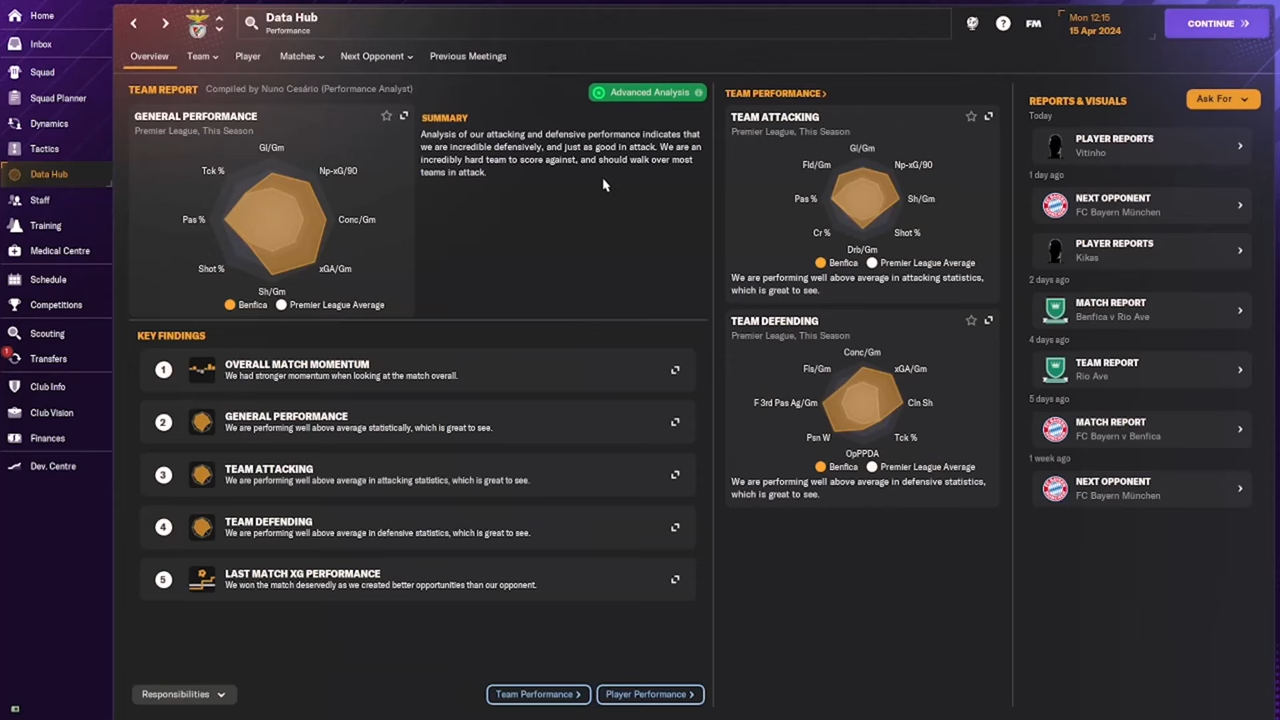 Home
Inbox
Squad
Squad Planner
Dynamics
Tactics
Data Hub
Staff
Training
Medical Centre
Schedule
Competitions
Scouting
1
Transfers
Club Info
Club Vision
Finances
Dev. Centre
Data Hub
Performance
FM
Mon 12:15
15 Apr 2024
CONTINUE
Overview
Team
Player
Matches
Next Opponent
Previous Meetings
TEAM REPORT Compiled by Nuno Cesário (Performance Analyst)
Advanced Analysis
GENERAL PERFORMANCE
Premier League, This Season
Gl/Gm
Tck %
Np-xG/90
Pas %
Conc/Gm
Shot %
xGA/Gm
Sh/Gm
Benfica
Premier League Average
SUMMARY
Analysis of our attacking and defensive performance indicates that
we are incredible defensively, and just as good in attack. We are an
incredibly hard team to score against, and should walk over most
teams in attack.
KEY FINDINGS
1
OVERALL MATCH MOMENTUM
We had stronger momentum when looking at the match overall.
2
GENERAL PERFORMANCE
We are performing well above average statistically, which is great to see.
3
TEAM ATTACKING
We are performing well above average in attacking statistics, which is great to see.
4
TEAM DEFENDING
We are performing well above average in defensive statistics, which is great to see.
5
LAST MATCH XG PERFORMANCE
We won the match deservedly as we created better opportunities than our opponent.
Responsibilities
Team Performance
Player Performance
TEAM PERFORMANCE
TEAM ATTACKING
Premier League, This Season
Gl/Gm
Fld/Gm
Np-xG/90
Pas %
Sh/Gm
Cr %
Shot %
Drb/Gm
Benfica
Premier League Average
We are performing well above average in attacking statistics,
which is great to see.
TEAM DEFENDING
Premier League, This Season
Conc/Gm
Fls/Gm
xGA/Gm
F 3rd Pas Ag/Gm
Cln Sh
Psn W
Tck %
OpPPDA
Benfica
Premier League Average
We are performing well above average in defensive statistics,
which is great to see.
REPORTS & VISUALS
Ask For
Today
PLAYER REPORTS
Vitinho
1 day ago
NEXT OPPONENT
FC Bayern München
PLAYER REPORTS
Kikas
2 days ago
MATCH REPORT
Benfica v Rio Ave
4 days ago
TEAM REPORT
Rio Ave
5 days ago
MATCH REPORT
FC Bayern v Benfica
1 week ago
NEXT OPPONENT
FC Bayern München